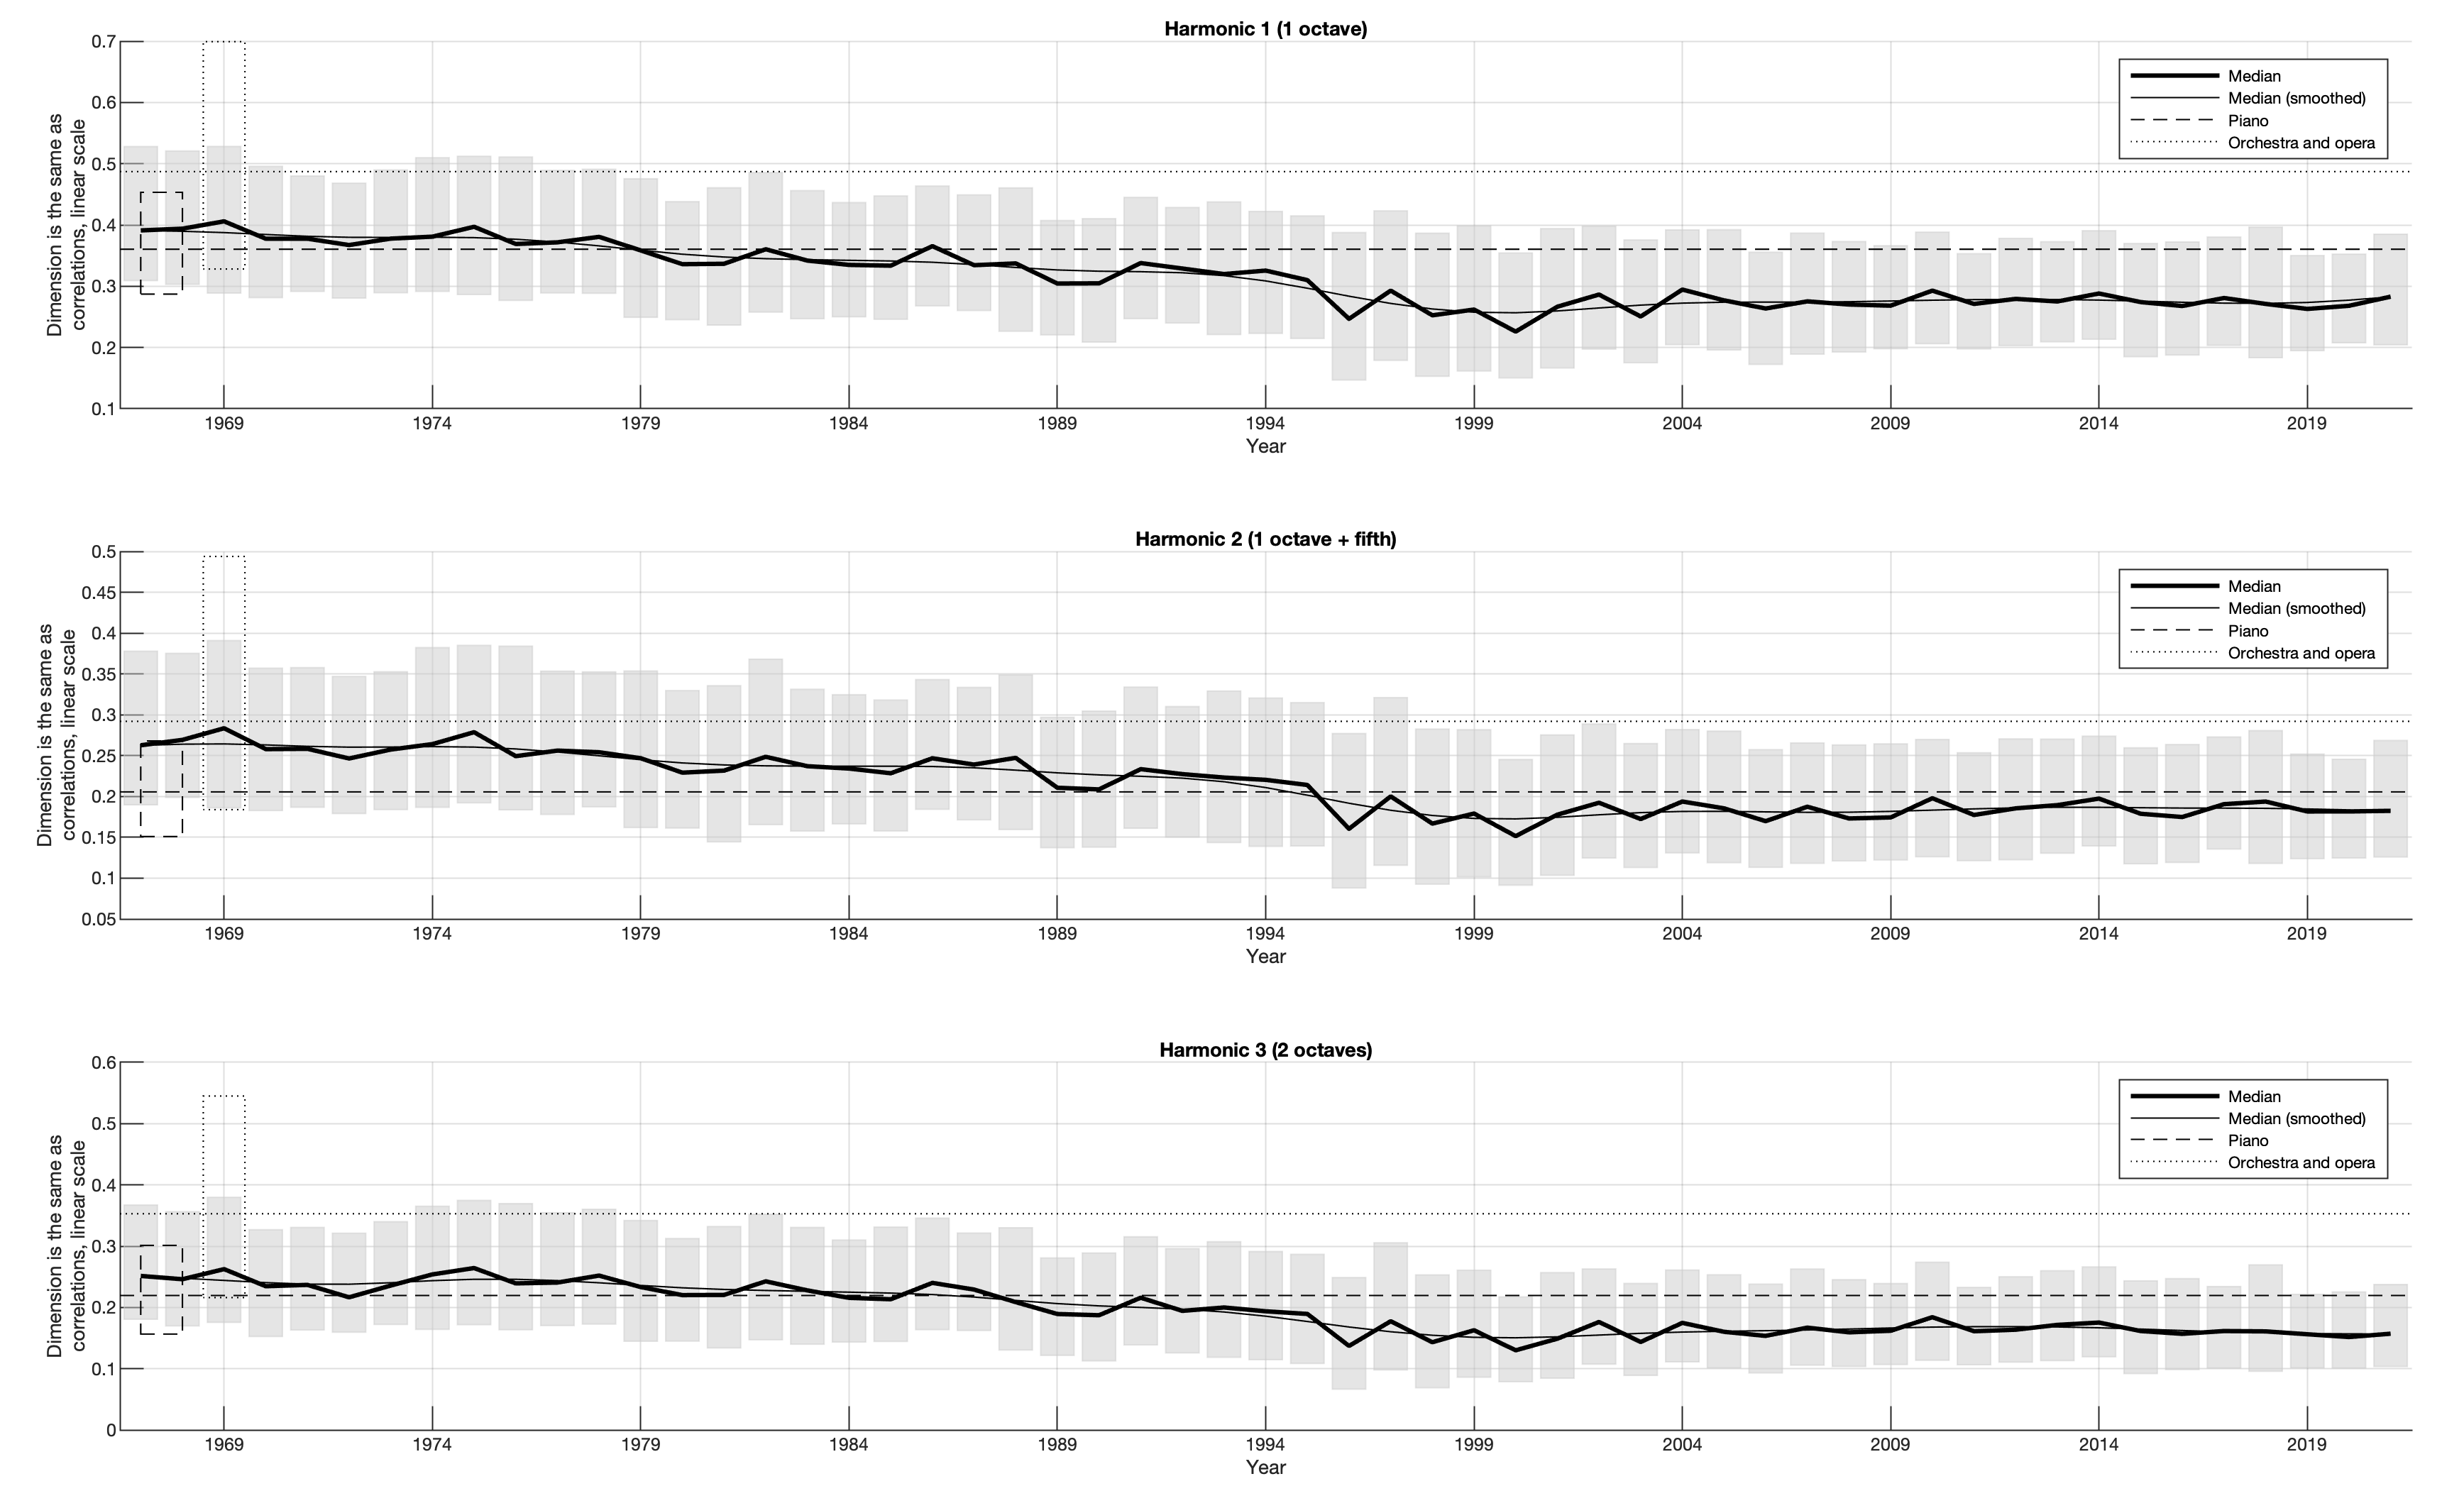 Harmonic 1 (1 octave)
Dimension is the same as
correlations, linear scale
0.7
0.6
0.5
0.4
0.3
0.2
0.1
Median
Median (smoothed)
Piano
Orchestra and opera
1969 1974 1979 1984 1989 1994 1999 2004 2009 2014 2019
Year
Harmonic 2 (1 octave + fifth)
Dimension is the same as
correlations, linear scale
0.5
0.45
0.4
0.35
0.3
0.25
0.2
0.15
0.1
0.05
Median
Median (smoothed)
Piano
Orchestra and opera
1969 1974 1979 1984 1989 1994 1999 2004 2009 2014 2019
Year
Harmonic 3 (2 octaves)
Dimension is the same as
correlations, linear scale
0.6
0.5
0.4
0.3
0.2
0.1
0
Median
Median (smoothed)
Piano
Orchestra and opera
1969 1974 1979 1984 1989 1994 1999 2004 2009 2014 2019
Year